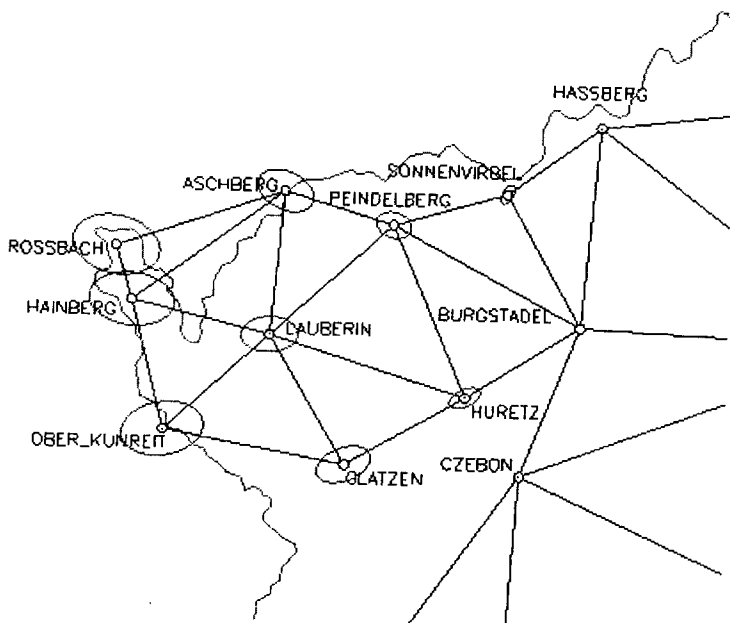 HASSBERG
SONNENVIRBEL
ASCHBERG
PEINDELBERG
ROSSBACH
HAINBERG
LAUBERIN
BURGSTADEL
HURETZ
OBER_KUNREIT
CZEBON
GLATZEN